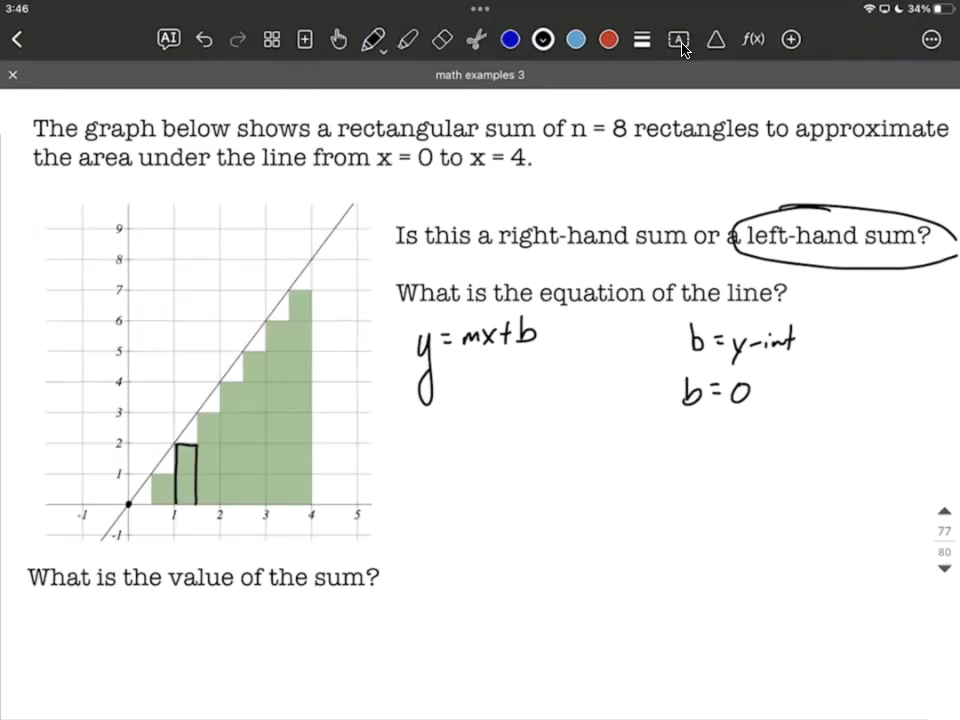 3:46
34%
AI
A
f(x)
math examples 3
The graph below shows a rectangular sum of n = 8 rectangles to approximate
the area under the line from x = 0 to x = 4.
Is this a right-hand sum or a left-hand sum?
What is the equation of the line?
y = mx+b
b = y-int
y
b = 0
9
8
7
6
5
4
3
2
1
-1
-1 1 2 3 4 5
77
80
What is the value of the sum?